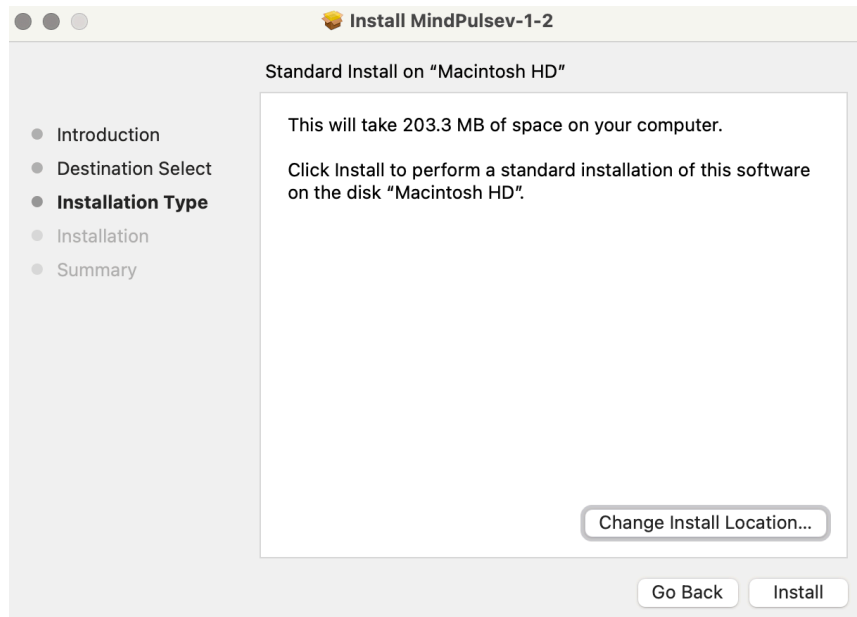 Install MindPulsev-1-2
Standard Install on “Macintosh HD”
Introduction
Destination Select
Installation Type
Installation
Summary
This will take 203.3 MB of space on your computer.
Click Install to perform a standard installation of this software
on the disk “Macintosh HD”.
Change Install Location...
Go Back
Install